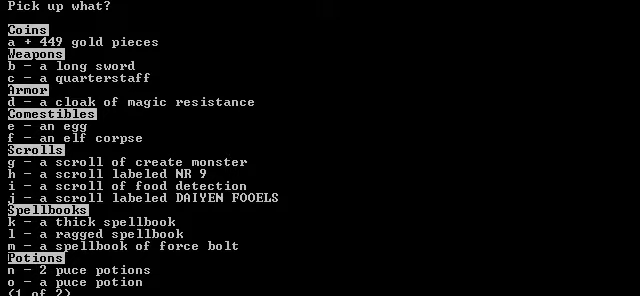 Pick up what?
Coins
a + 449 gold pieces
Weapons
b - a long sword
c - a quarterstaff
Armor
d - a cloak of magic resistance
Comestibles
e - an egg
f - an elf corpse
Scrolls
g - a scroll of create monster
h - a scroll labeled NR 9
i - a scroll of food detection
j - a scroll labeled DAIYEN FOOELS
Spellbooks
k - a thick spellbook
l - a ragged spellbook
m - a spellbook of force bolt
Potions
n - 2 puce potions
o - a puce potion
(1 of 2)